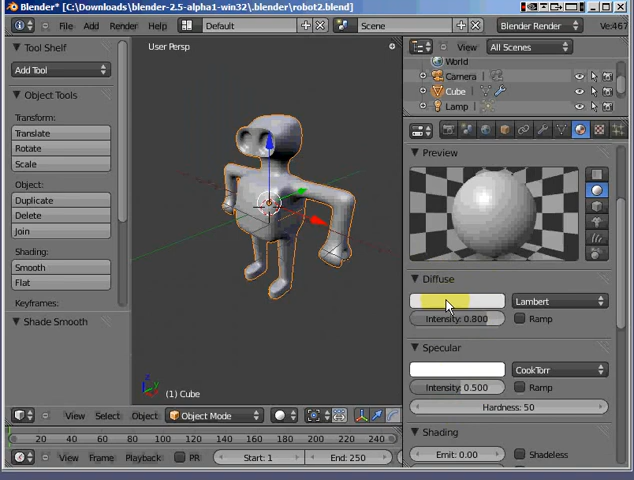 Blender* [C:\Downloads\blender-2.5-alpha1-win32\.blender\robot2.blend]
File Add Render Help Default Scene Blender Render Ve:467
Tool Shelf
Add Tool
Object Tools
Transform:
Translate
Rotate
Scale
Object:
Duplicate
Delete
Join
Shading:
Smooth
Flat
Keyframes:
Shade Smooth
User Persp
z
(1) Cube
View Select Object Object Mode
20 40 60 80 100 120 140 160 180 200 220 240
View Frame Playback PR Start: 1 End: 250
View All Scenes
World
Camera
Cube
Lamp
Preview
Diffuse
Lambert
Intensity: 0.800 Ramp
Specular
CookTorr
Intensity: 0.500 Ramp
Hardness: 50
Shading
Emit: 0.00 Shadeless